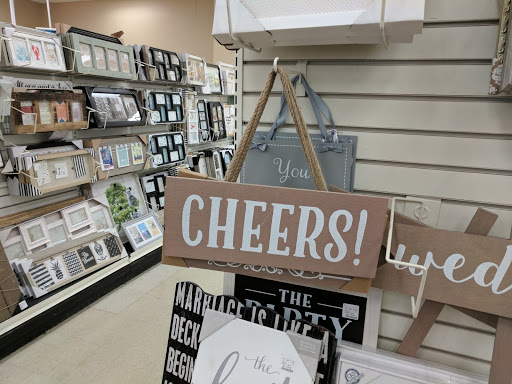 You
CHEERS!
wed
THE
PARTY
MARRIAGE IS LIKE A
DECK
BEGIN
the